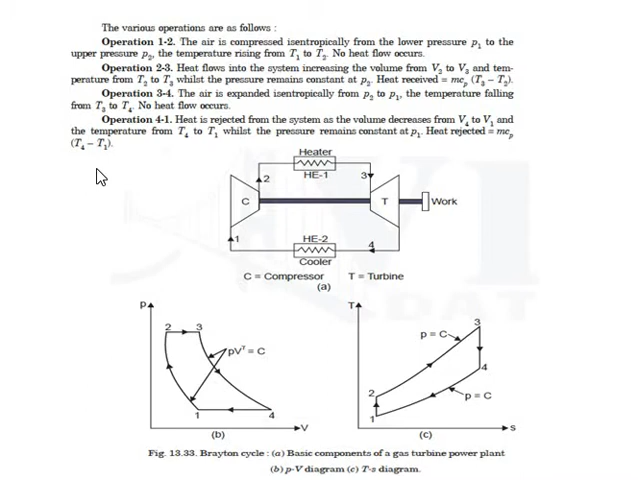 The various operations are as follows :
Operation 1-2. The air is compressed isentropically from the lower pressure p1 to the
upper pressure p2, the temperature rising from T1 to T2. No heat flow occurs.
Operation 2-3. Heat flows into the system increasing the volume from V2 to V3 and tem-
perature from T2 to T3 whilst the pressure remains constant at p2. Heat received = mcp (T3 – T2).
Operation 3-4. The air is expanded isentropically from p2 to p1, the temperature falling
from T3 to T4. No heat flow occurs.
Operation 4-1. Heat is rejected from the system as the volume decreases from V4 to V1 and
the temperature from T4 to T1 whilst the pressure remains constant at p1. Heat rejected = mcp
(T4 – T1).
Heater
2 HE-1 3
C T Work
1 HE-2 4
Cooler
C = Compressor T = Turbine
(a)
P T
2 3 3
p = C
pVᵞ = C
4
2
p = C
1 4 1
V S
(b) (c)
Fig. 13.33. Brayton cycle : (a) Basic components of a gas turbine power plant
(b) p-V diagram (c) T-s diagram.